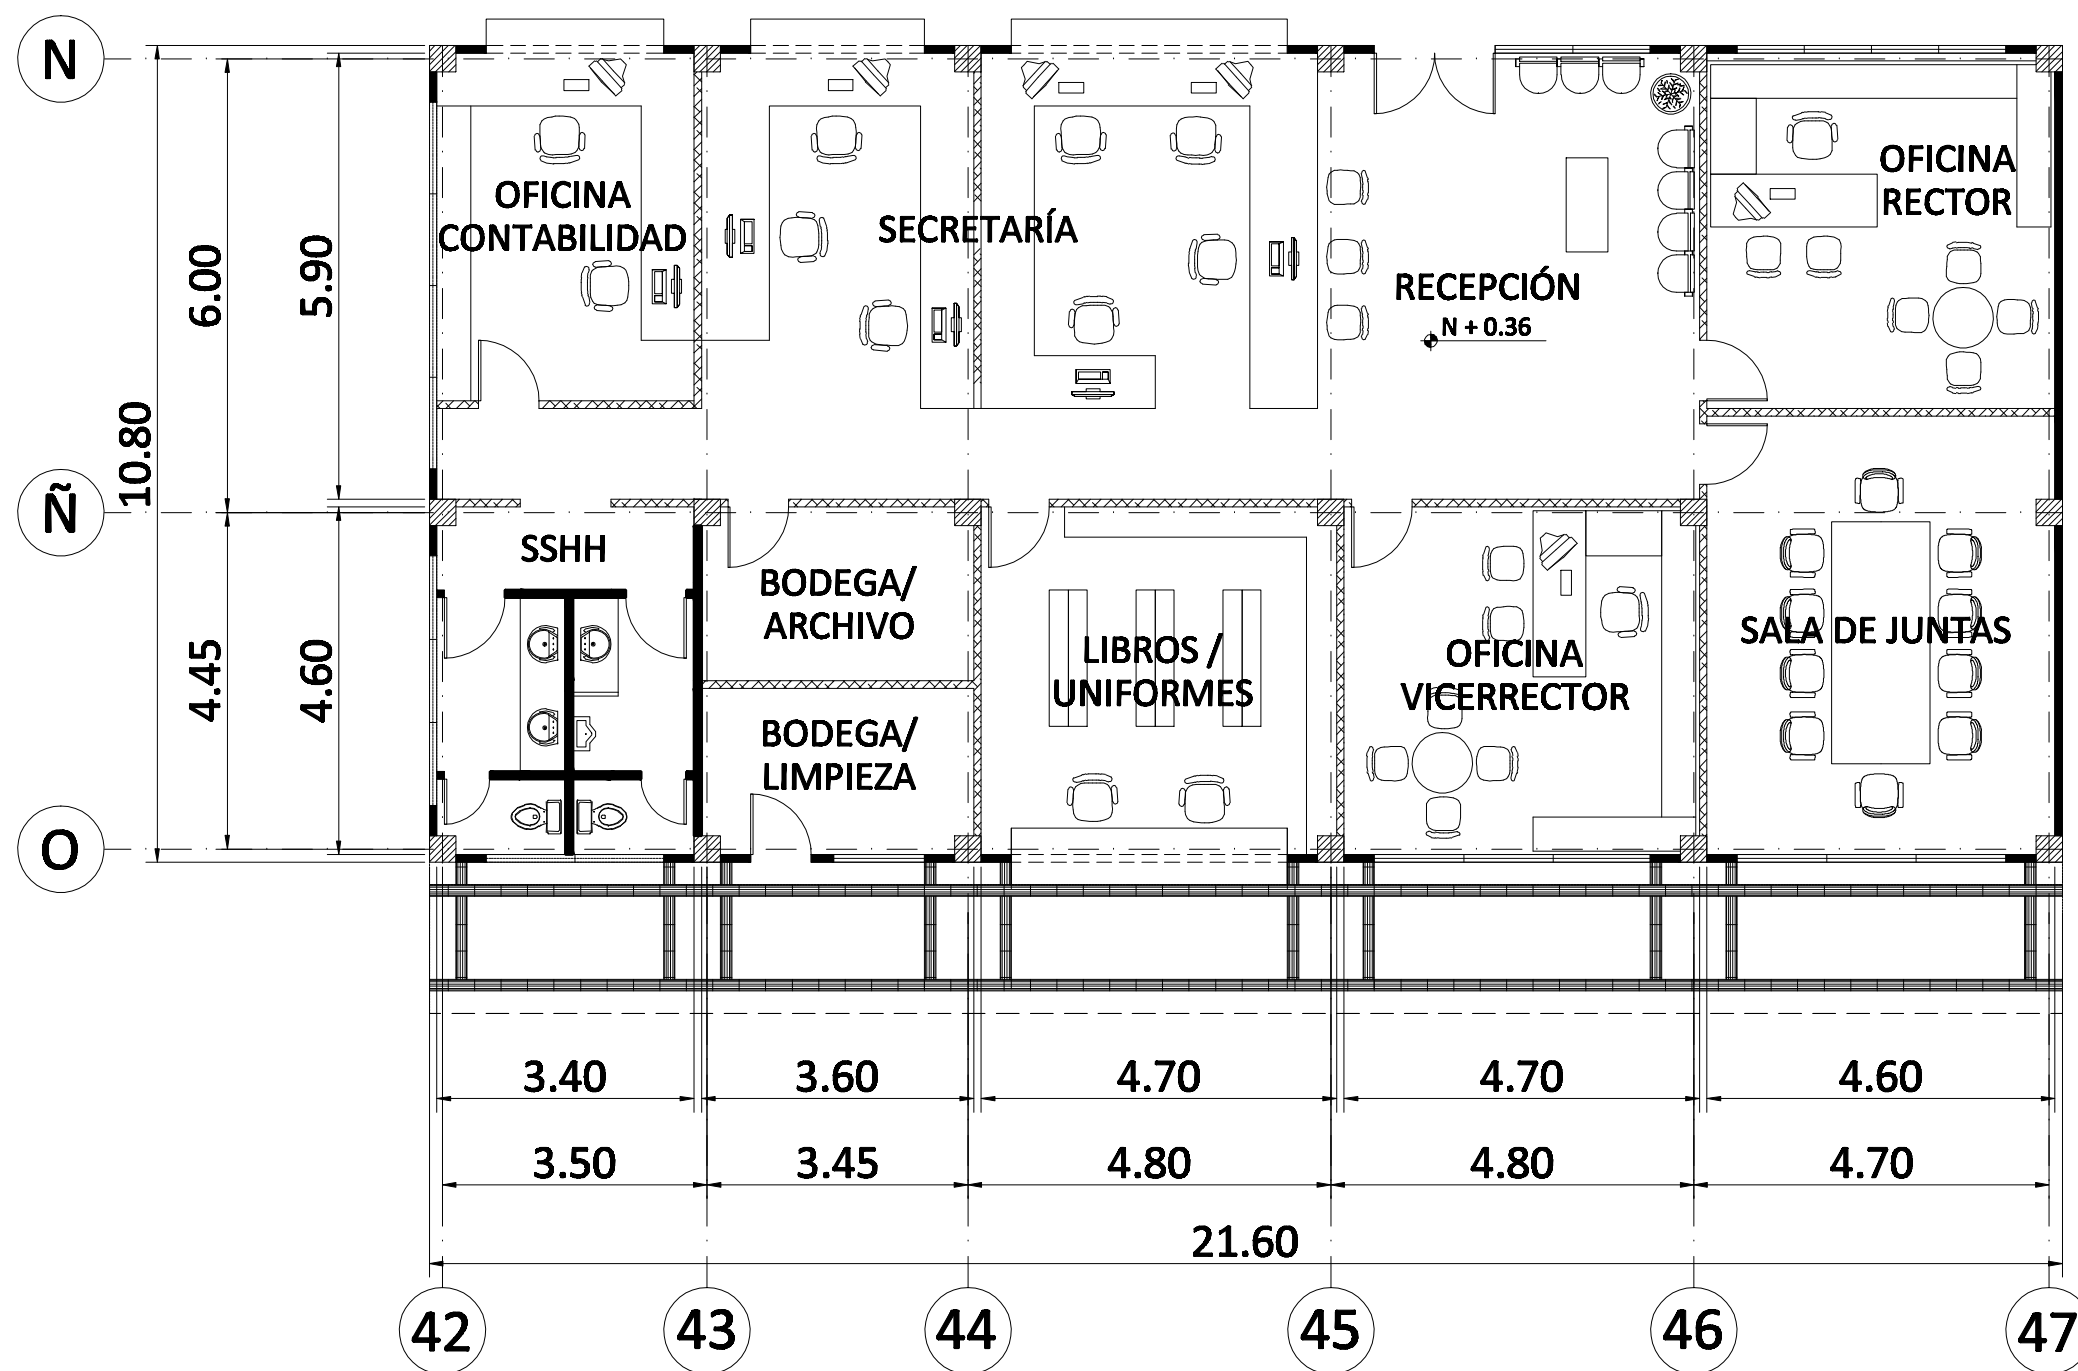 N
OFICINA
CONTABILIDAD
SECRETARÍA
RECEPCIÓN
N + 0.36
OFICINA
RECTOR
6.00
5.90
10.80
Ñ
SSHH
BODEGA/
ARCHIVO
LIBROS /
UNIFORMES
OFICINA
VICERRECTOR
SALA DE JUNTAS
4.45
4.60
BODEGA/
LIMPIEZA
O
3.40
3.60
4.70
4.70
4.60
3.50
3.45
4.80
4.80
4.70
21.60
42
43
44
45
46
47